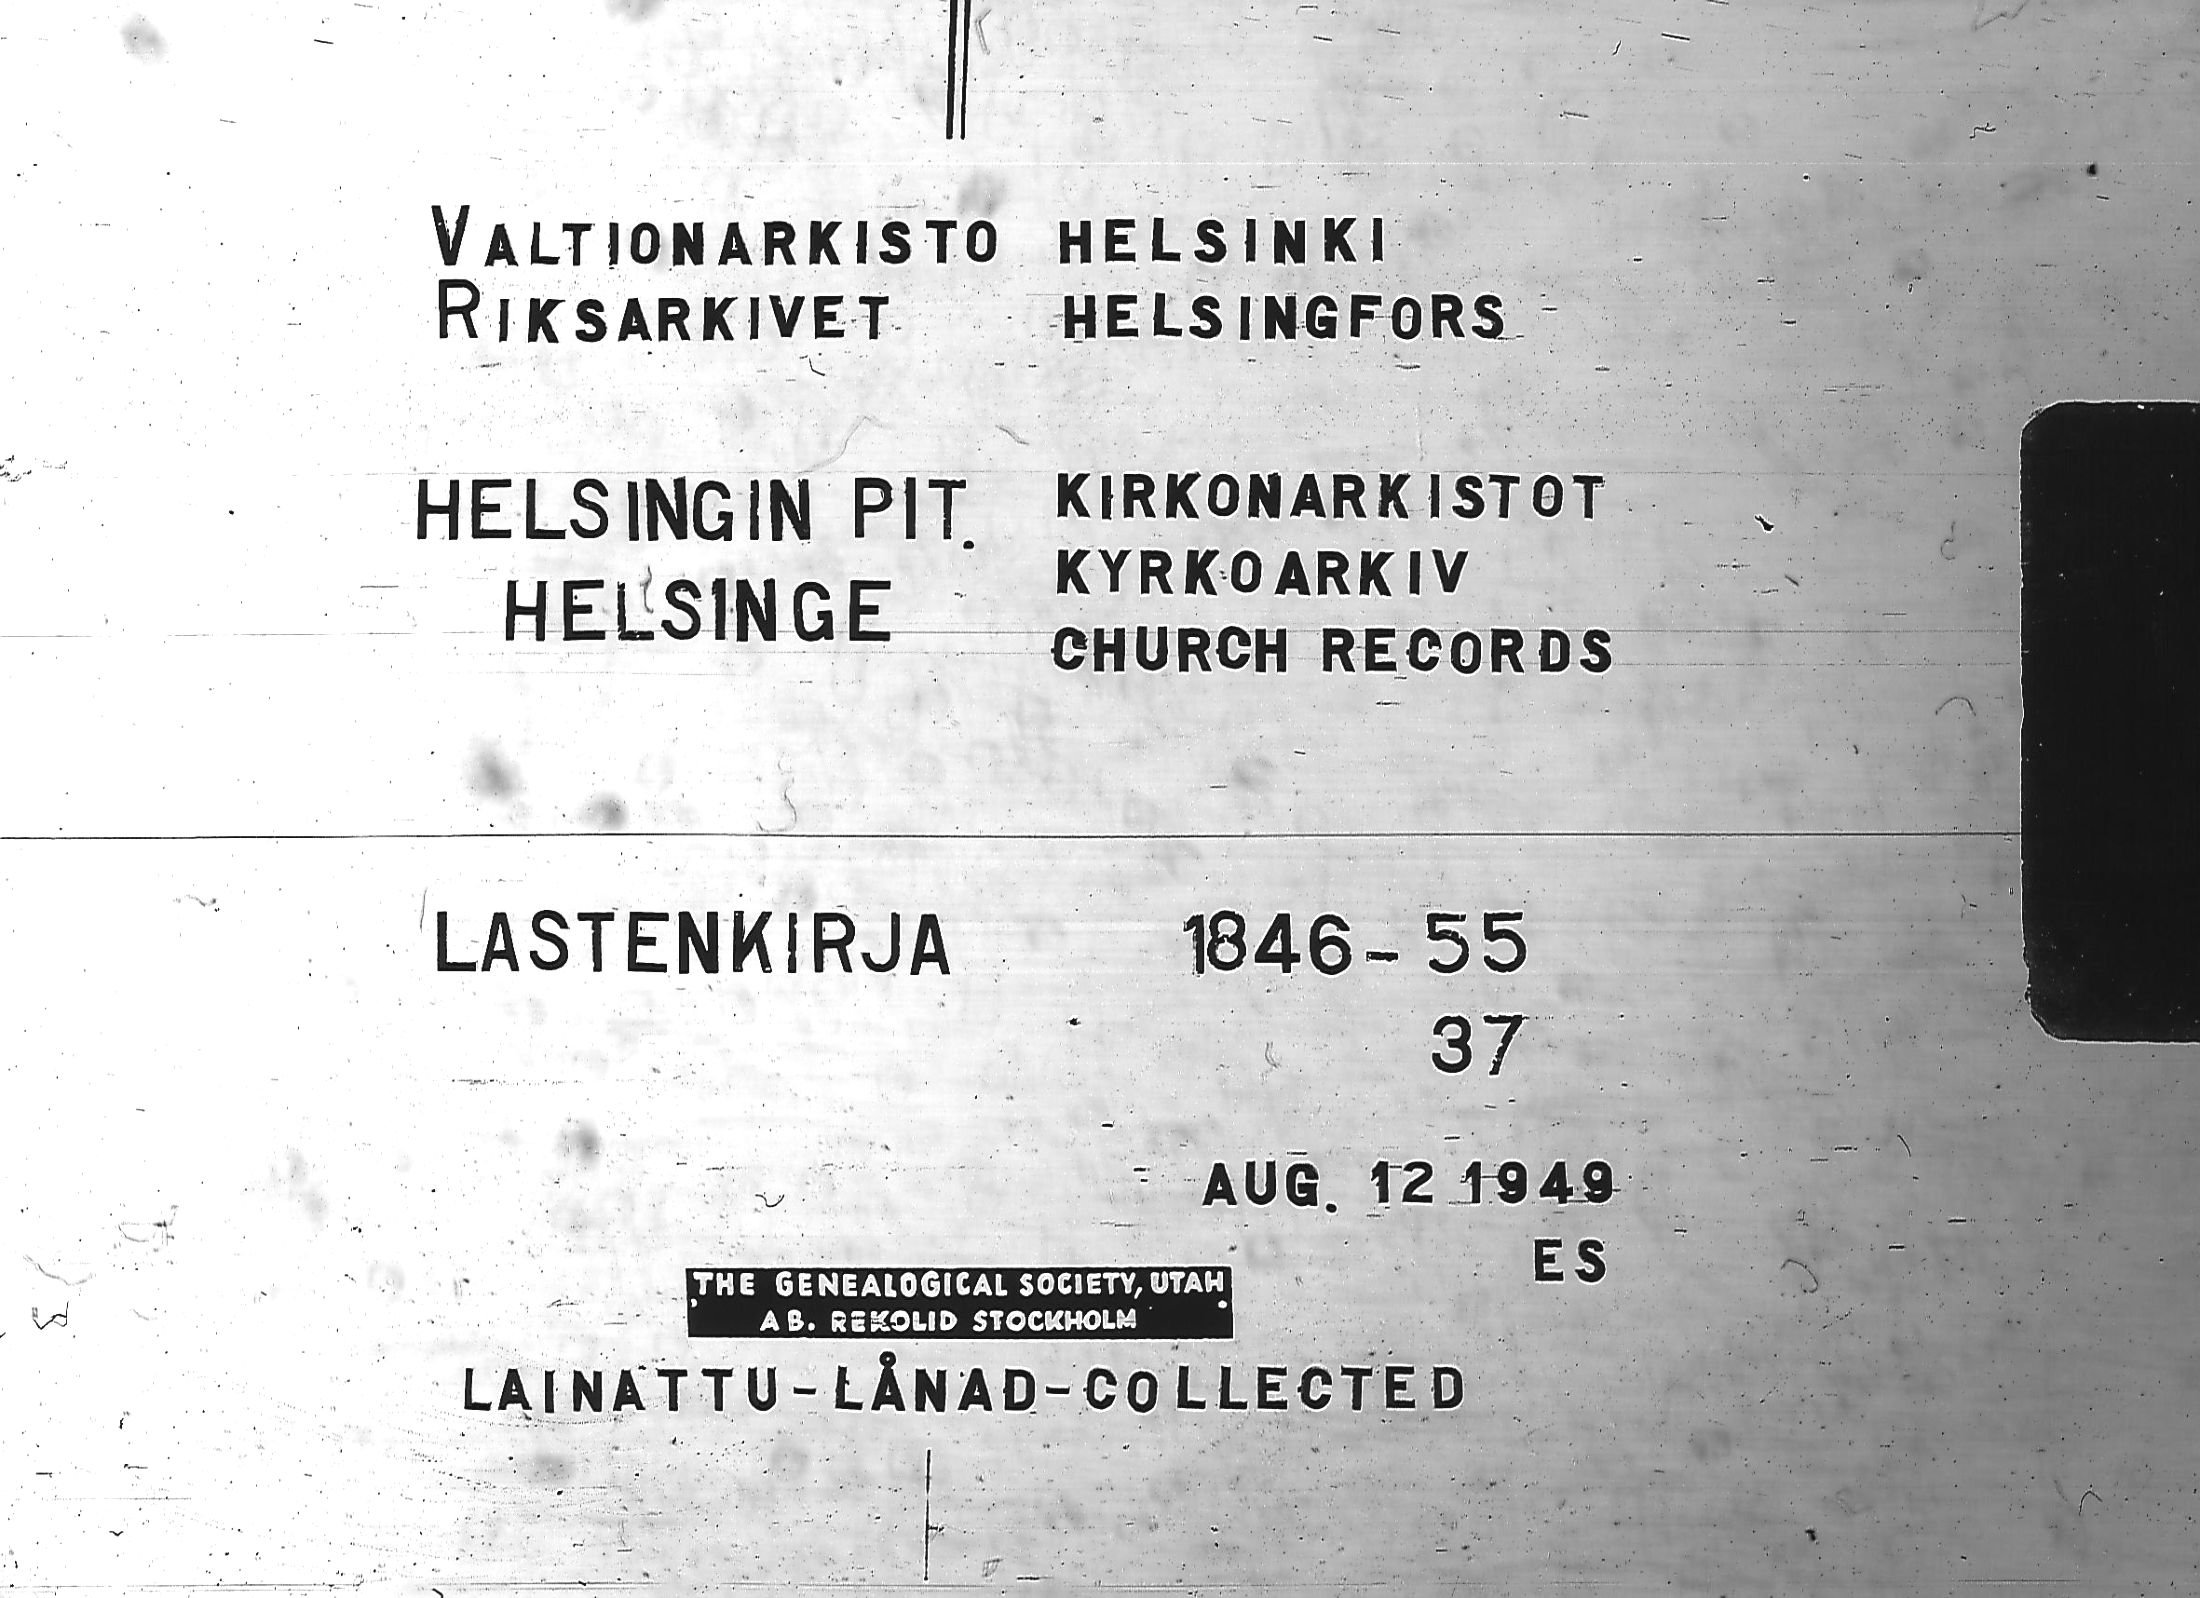 VALTIONARKISTO HELSINKI
RIKSARKIVET HELSINGFORS
HELSINGIN PIT.
HELSINGE
KIRKONARKISTOT
KYRKOARKIV
CHURCH RECORDS
LASTENKIRJA 1846-55
37
AUG. 12 1949
ES
THE GENEALOGICAL SOCIETY, UTAH
AB. REKOLID STOCKHOLM
LAINATTU-LÅNAD-COLLECTED